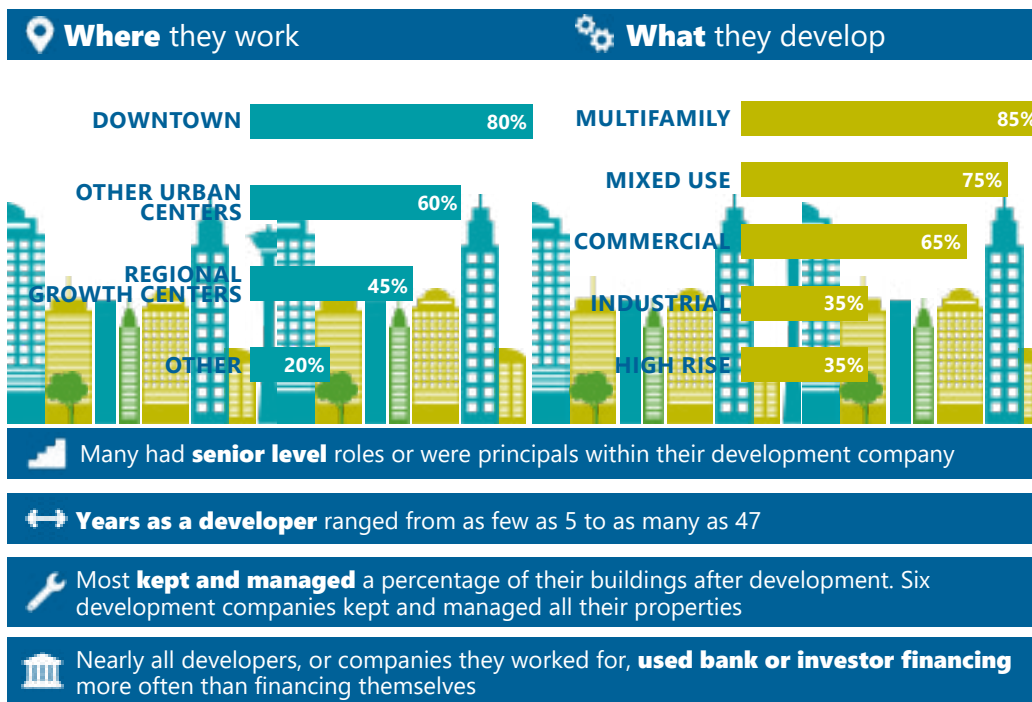 Where they work
DOWNTOWN 80%
OTHER URBAN
CENTERS 60%
REGIONAL
GROWTH CENTERS 45%
OTHER 20%
What they develop
MULTIFAMILY 85%
MIXED USE 75%
COMMERCIAL 65%
INDUSTRIAL 35%
HIGH RISE 35%
Many had senior level roles or were principals within their development company
Years as a developer ranged from as few as 5 to as many as 47
Most kept and managed a percentage of their buildings after development. Six
development companies kept and managed all their properties
Nearly all developers, or companies they worked for, used bank or investor financing
more often than financing themselves